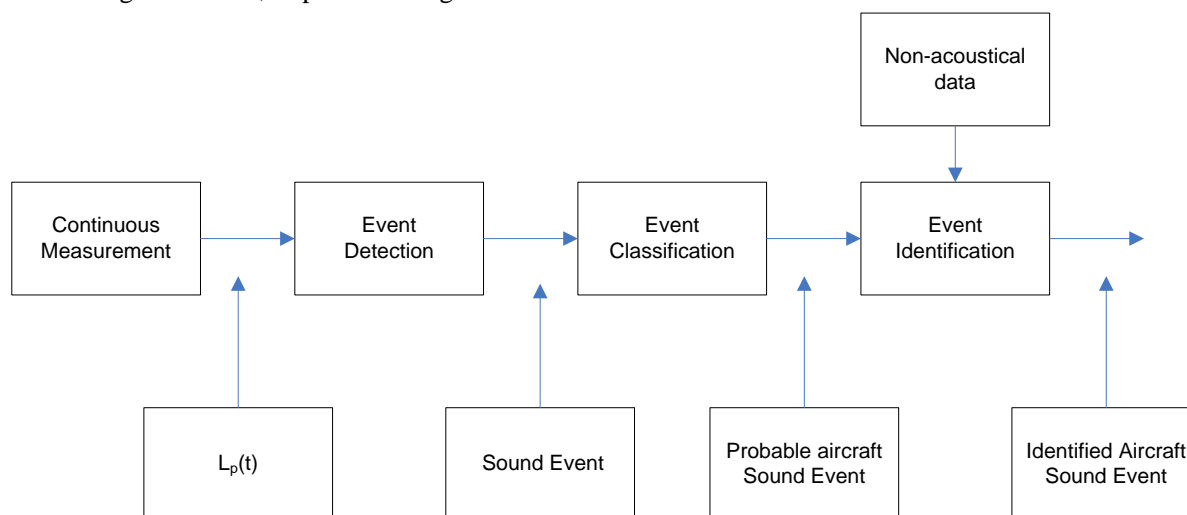 Non-acoustical
data
Continuous
Measurement
Event
Detection
Event
Classification
Event
Identification
Lp(t)
Sound Event
Probable aircraft
Sound Event
Identified Aircraft
Sound Event